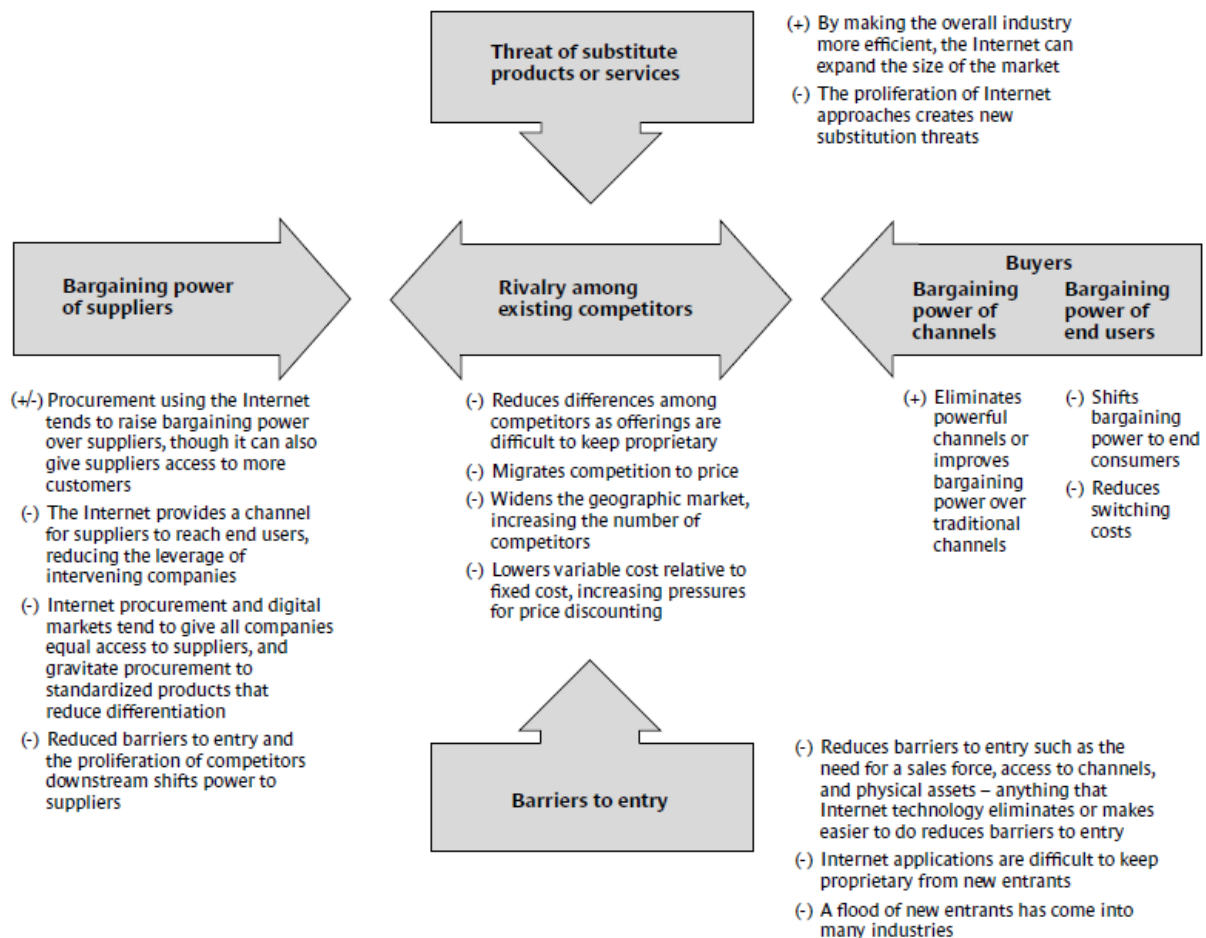 Threat of substitute
products or services
(+) By making the overall industry
more efficient, the Internet can
expand the size of the market
(-) The proliferation of Internet
approaches creates new
substitution threats
Bargaining power
of suppliers
(+/-) Procurement using the Internet
tends to raise bargaining power
over suppliers, though it can also
give suppliers access to more
customers
(-) The Internet provides a channel
for suppliers to reach end users,
reducing the leverage of
intervening companies
(-) Internet procurement and digital
markets tend to give all companies
equal access to suppliers, and
gravitate procurement to
standardized products that
reduce differentiation
(-) Reduced barriers to entry and
the proliferation of competitors
downstream shifts power to
suppliers
Rivalry among
existing competitors
(-) Reduces differences among
competitors as offerings are
difficult to keep proprietary
(-) Migrates competition to price
(-) Widens the geographic market,
increasing the number of
competitors
(-) Lowers variable cost relative to
fixed cost, increasing pressures
for price discounting
Buyers
Bargaining
power of
channels
(+) Eliminates
powerful
channels or
improves
bargaining
power over
traditional
channels
Bargaining
power of
end users
(-) Shifts
bargaining
power to end
consumers
(-) Reduces
switching
costs
Barriers to entry
(-) Reduces barriers to entry such as the
need for a sales force, access to channels,
and physical assets – anything that
Internet technology eliminates or makes
easier to do reduces barriers to entry
(-) Internet applications are difficult to keep
proprietary from new entrants
(-) A flood of new entrants has come into
many industries